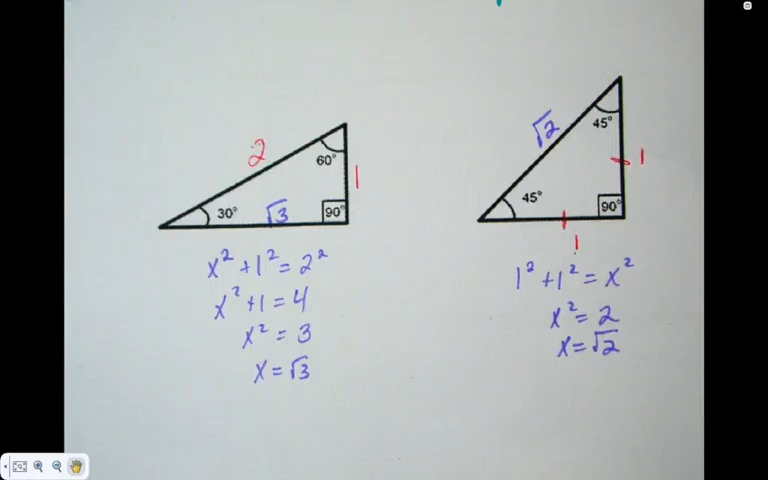 2
60°
1
30°
√3
90°
x² + 1² = 2²
x² + 1 = 4
x² = 3
x = √3
√2
45°
1
45°
90°
1
1² + 1² = x²
x² = 2
x = √2